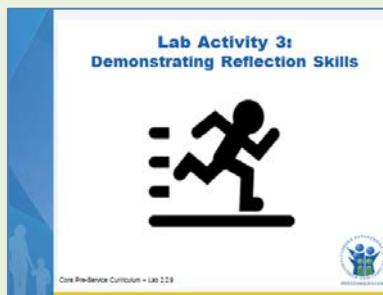 Lab Activity 3:
Demonstrating Reflection Skills
Core Pre-Service Curriculum – Lab 2.2.9